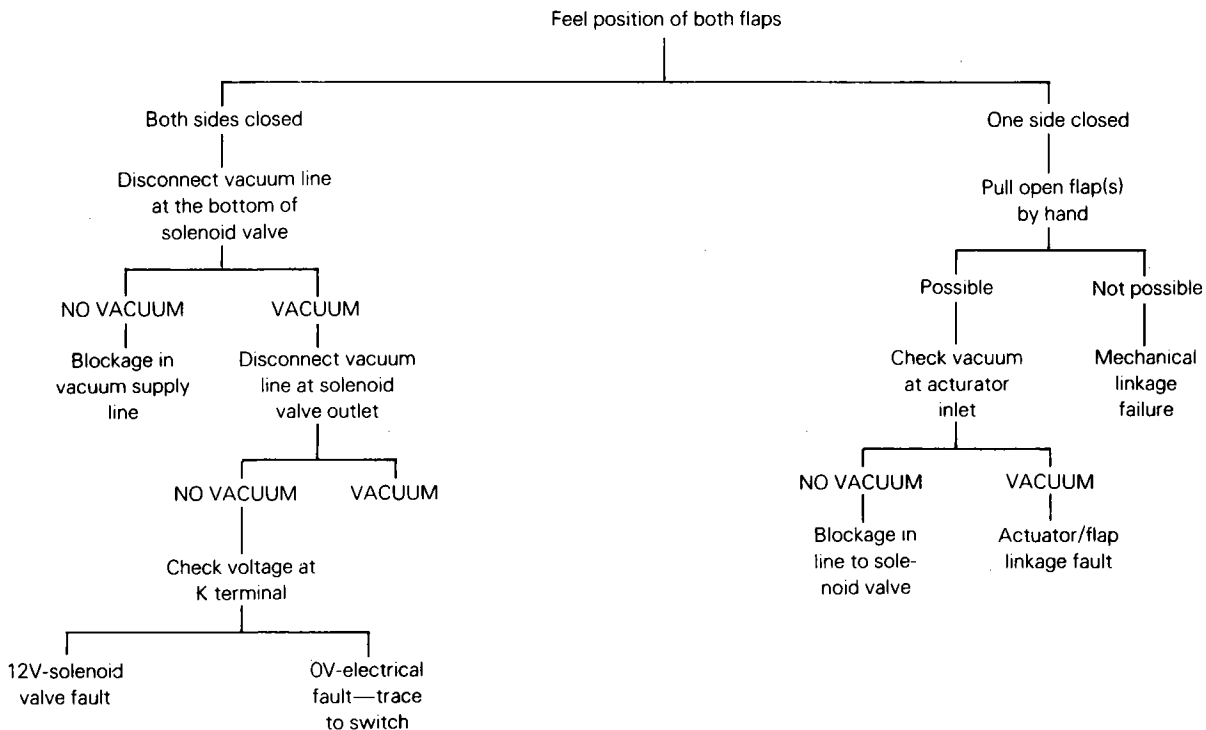 Feel position of both flaps
Both sides closed
One side closed
Disconnect vacuum line
at the bottom of
solenoid valve
Pull open flap(s)
by hand
NO VACUUM
VACUUM
Possible
Not possible
Blockage in
vacuum supply
line
Disconnect vacuum
line at solenoid
valve outlet
Check vacuum
at acturator
inlet
Mechanical
linkage
failure
NO VACUUM
VACUUM
NO VACUUM
VACUUM
Check voltage at
K terminal
Blockage in
line to sole-
noid valve
Actuator/flap
linkage fault
12V-solenoid
valve fault
0V-electrical
fault—trace
to switch